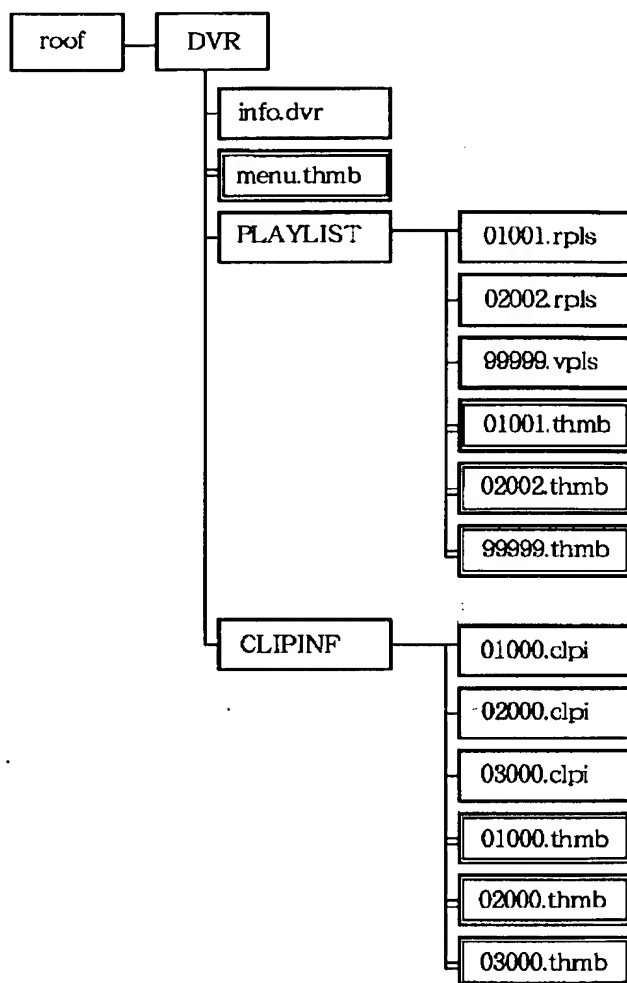 roof DVR
info.dvr
menu.thmb
PLAYLIST
01001.rpls
02002.rpls
99999.vpls
01001.thmb
02002.thmb
99999.thmb
CLIPINF
01000.clpi
02000.clpi
03000.clpi
01000.thmb
02000.thmb
03000.thmb